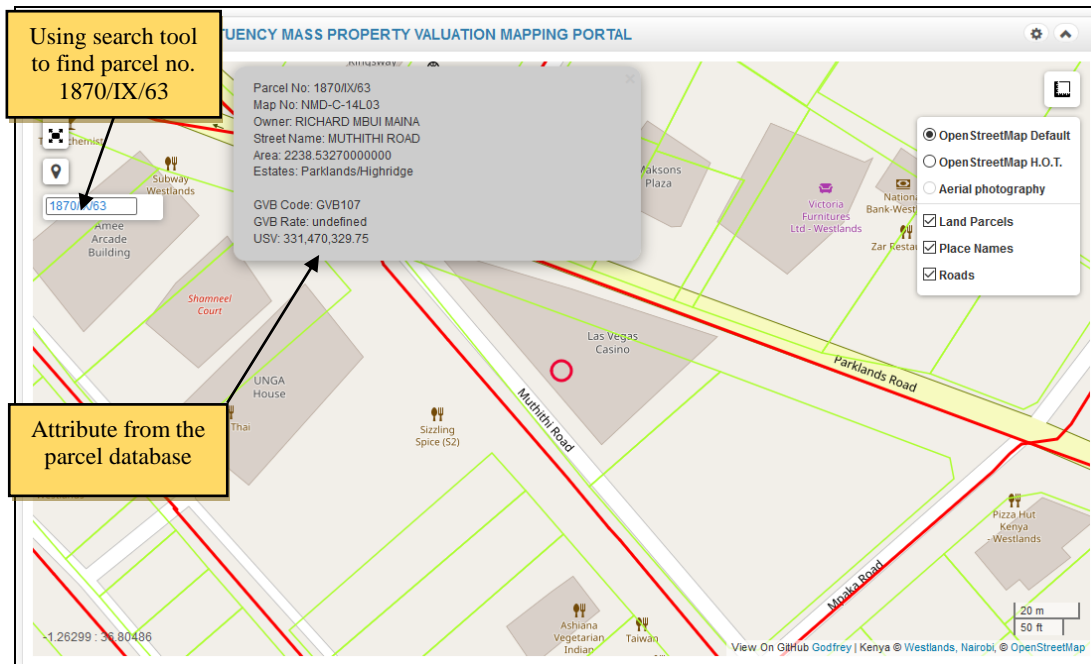 Using search tool
to find parcel no.
1870/IX/63
TUENCY MASS PROPERTY VALUATION MAPPING PORTAL
Kingsway
Parcel No: 1870/IX/63
Map No: NMD-C-14L03
Owner: RICHARD MBUI MAINA
Street Name: MUTHITHI ROAD
Area: 2238.53270000000
Estates: Parklands/Highridge
GVB Code: GVB107
GVB Rate: undefined
USV: 331,470,329.75
OpenStreetMap Default
OpenStreetMap H.O.T.
Aerial photography
Land Parcels
Place Names
Roads
chemist
Subway
Westlands
1870/IX/63
Amee
Arcade
Building
Shamneel
Court
Maksons
Plaza
Victoria
Furnitures
Ltd - Westlands
Nation
Bank-West
Zar Resta
Las Vegas
Casino
Parklands Road
UNGA
House
Thai
Sizzling
Spice (S2)
Muthithi Road
Attribute from the
parcel database
Pizza Hut
Kenya
- Westlands
Mpaka Road
Ashiana
Vegetarian
Indian
Taiwan
-1.26299 : 36.80486
20 m
50 ft
View On GitHub Godfrey | Kenya © Westlands, Nairobi, © OpenStreetMap